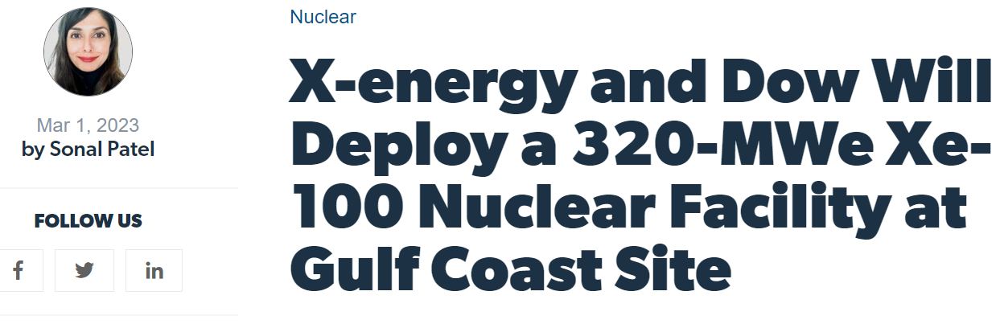 Mar 1, 2023
by Sonal Patel
FOLLOW US
Nuclear
X-energy and Dow Will
Deploy a 320-MWe Xe-
100 Nuclear Facility at
Gulf Coast Site